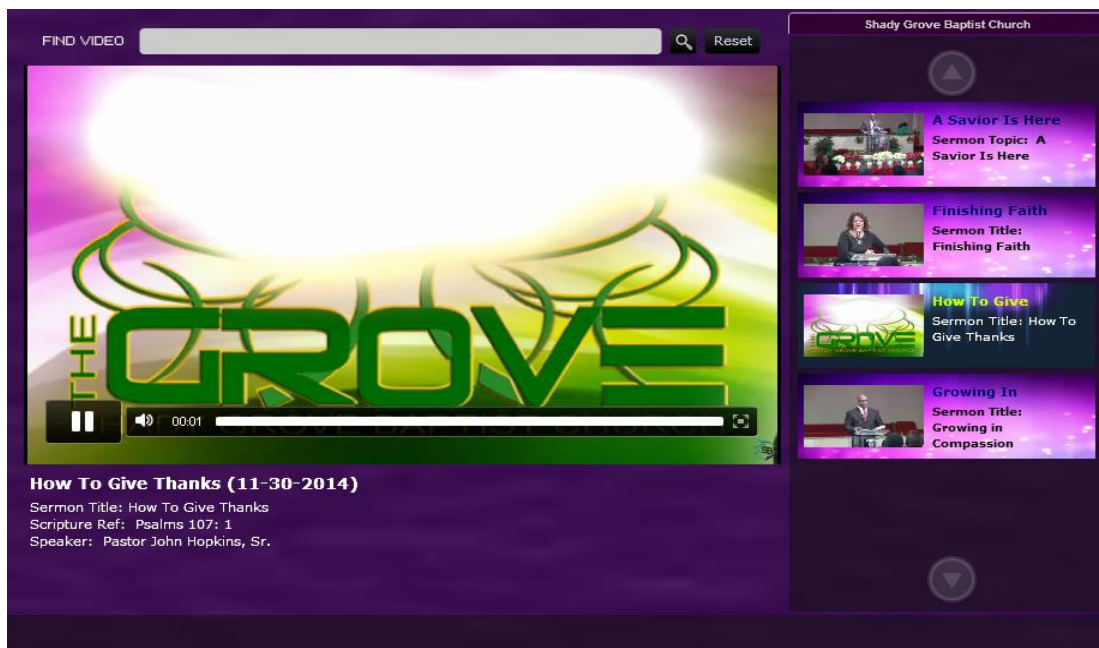 FIND VIDEO
Reset
Shady Grove Baptist Church
THE
GROVE
00:01
SB
How To Give Thanks (11-30-2014)
Sermon Title: How To Give Thanks
Scripture Ref: Psalms 107: 1
Speaker: Pastor John Hopkins, Sr.
A Savior Is Here
Sermon Topic: A
Savior Is Here
Finishing Faith
Sermon Title:
Finishing Faith
GROVE
How To Give
Sermon Title: How To
Give Thanks
Growing In
Sermon Title:
Growing in
Compassion